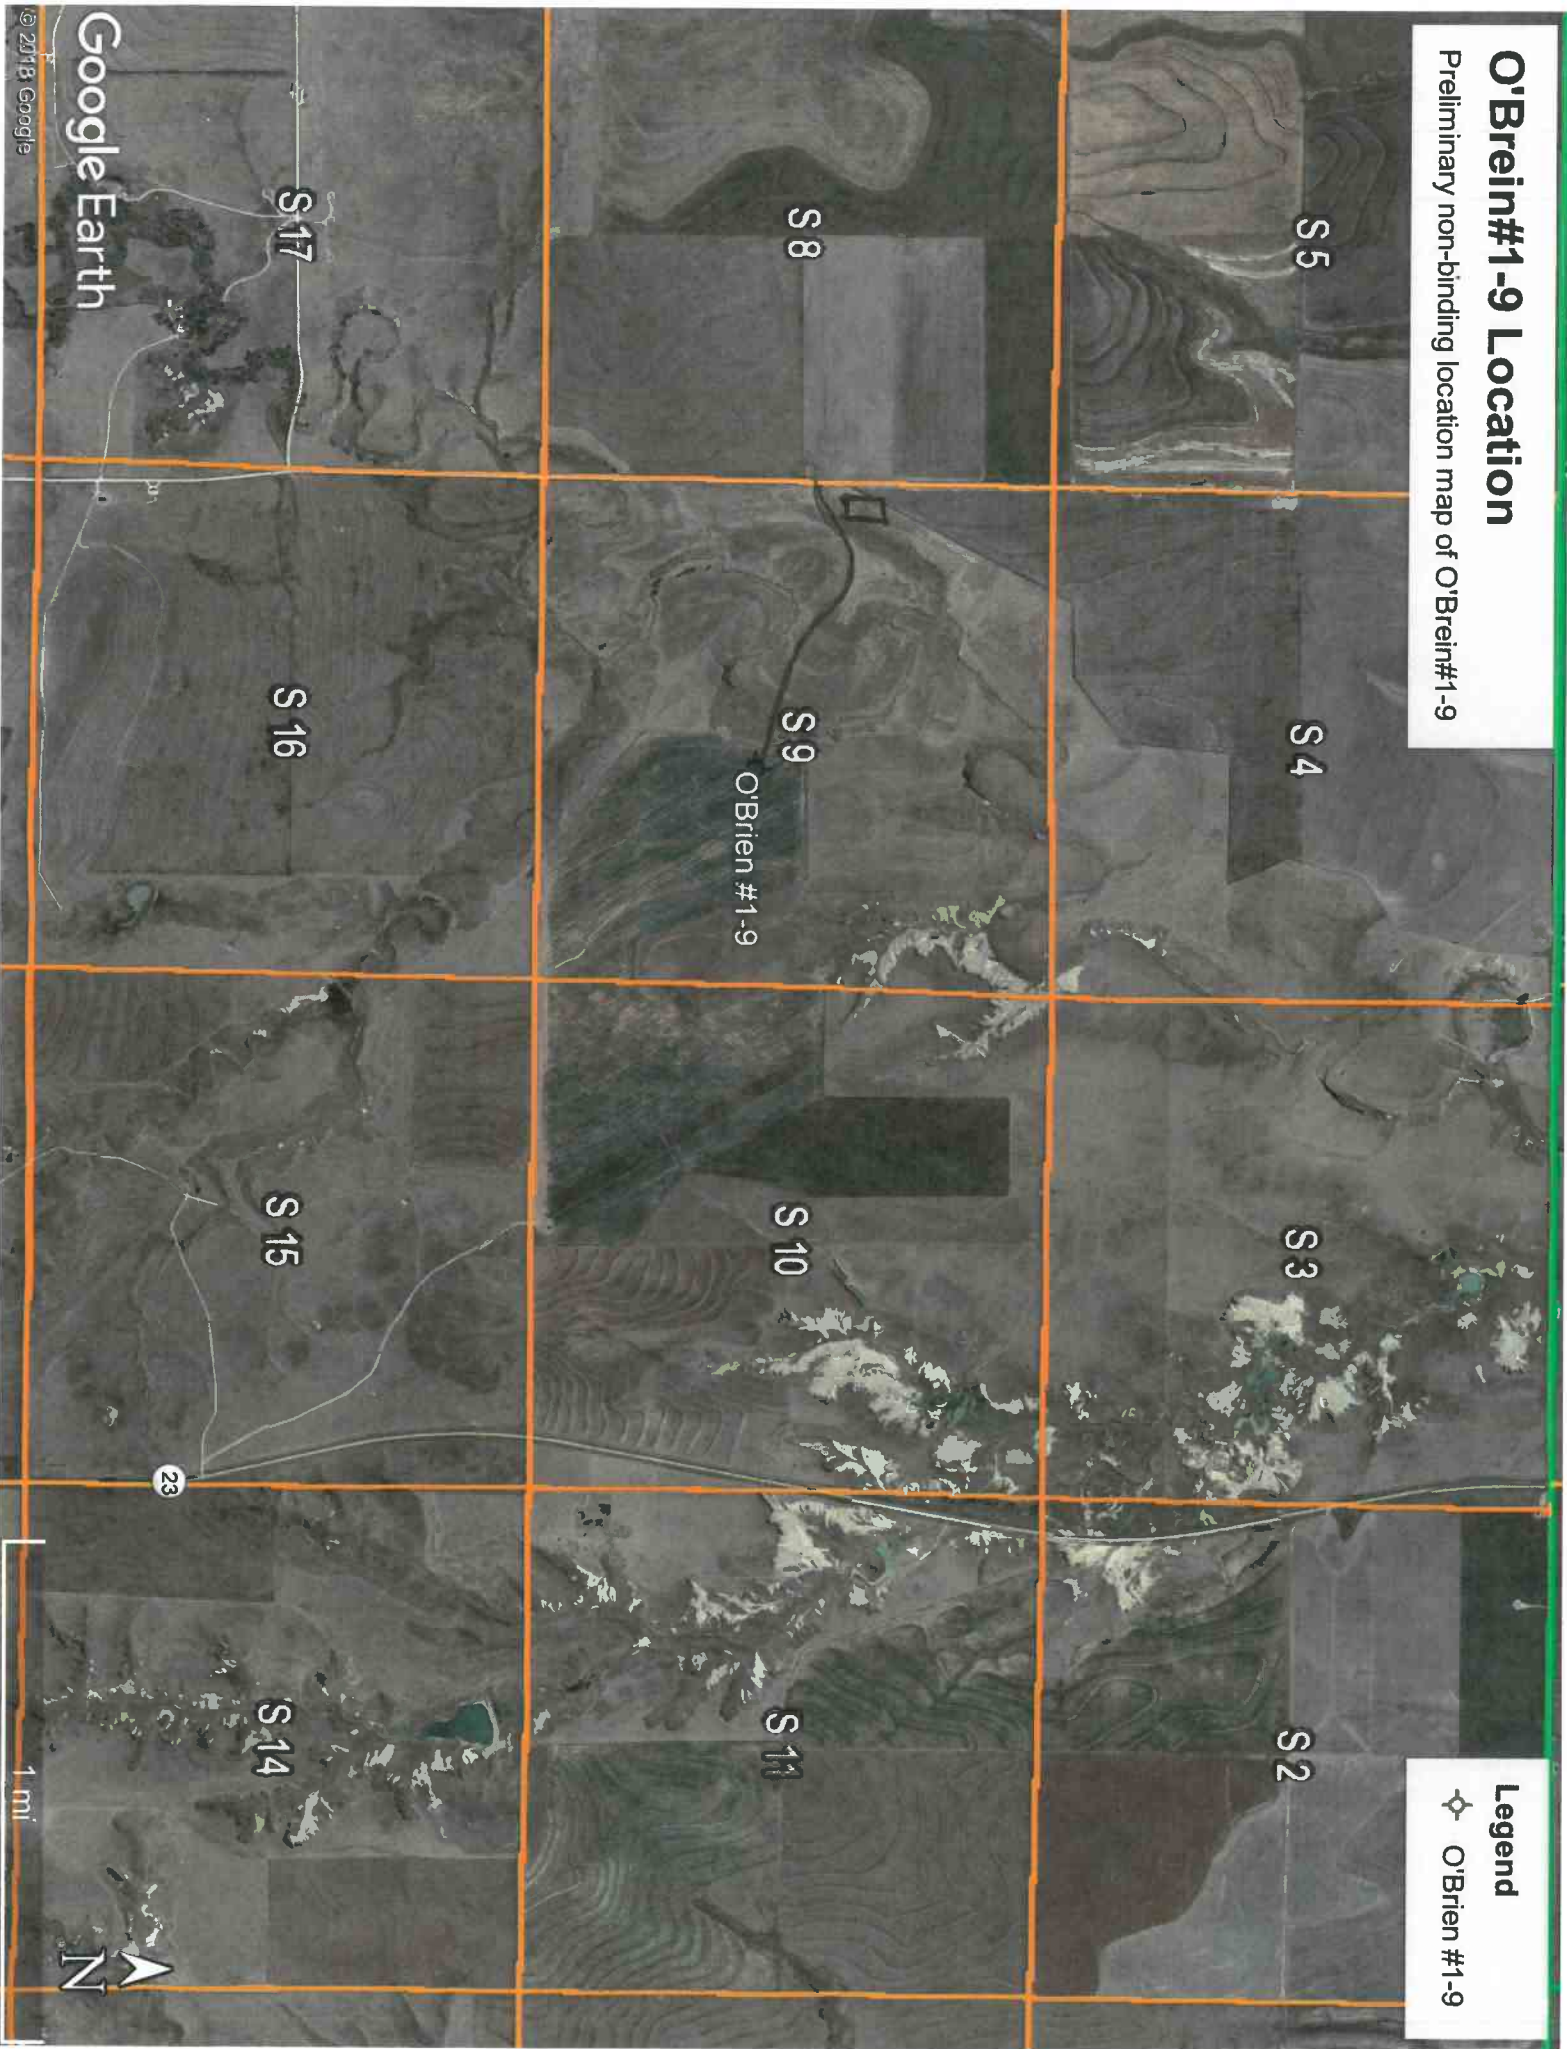 O'Brein#1-9 Location
Preliminary non-binding location map of O'Brein#1-9
Legend
O'Brien #1-9
S 5
S 4
S 3
S 2
S 8
S 9
S 10
S 11
O'Brien #1-9
S 17
S 16
S 15
S 14
23
Google Earth
© 2018 Google
1 mi
N